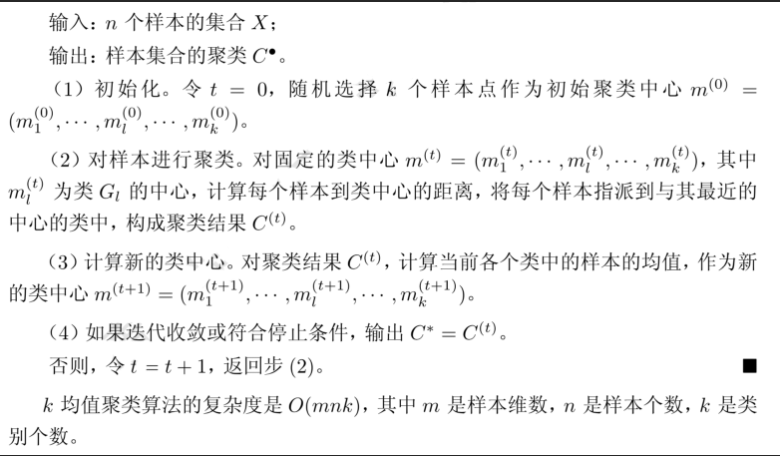 输入：n 个样本的集合 X；
输出：样本集合的聚类 C•。
（1）初始化。令 t = 0，随机选择 k 个样本点作为初始聚类中心 m^{(0)} =
(m_1^{(0)}, ⋯ , m_l^{(0)}, ⋯ , m_k^{(0)})。
（2）对样本进行聚类。对固定的类中心 m^{(t)} = (m_1^{(t)}, ⋯ , m_l^{(t)}, ⋯ , m_k^{(t)})，其中
m_l^{(t)} 为类 G_l 的中心，计算每个样本到类中心的距离，将每个样本指派到与其最近的
中心的类中，构成聚类结果 C^{(t)}。
（3）计算新的类中心。对聚类结果 C^{(t)}，计算当前各个类中的样本的均值，作为新
的类中心 m^{(t+1)} = (m_1^{(t+1)}, ⋯ , m_l^{(t+1)}, ⋯ , m_k^{(t+1)})。
（4）如果迭代收敛或符合停止条件，输出 C* = C^{(t)}。
否则，令 t = t + 1，返回步 (2)。 ■
k 均值聚类算法的复杂度是 O(mnk)，其中 m 是样本维数，n 是样本个数，k 是类
别个数。